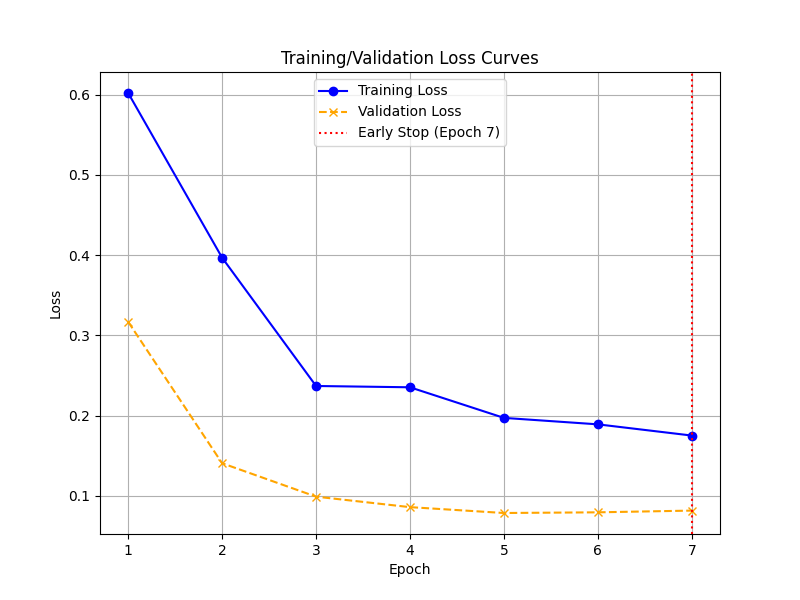 Training/Validation Loss Curves
Training Loss
Validation Loss
Early Stop (Epoch 7)
0.6
0.5
0.4
0.3
0.2
0.1
Loss
1 2 3 4 5 6 7
Epoch